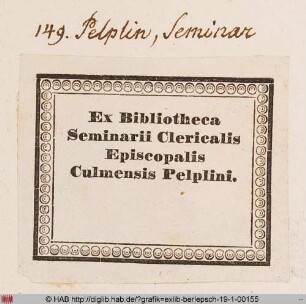 149. Pelplin, Seminar
Ex Bibliotheca
Seminarii Clericalis
Episcopalis
Culmensis Pelplini.
© HAB http://diglib.hab.de/?grafik=exlib-berlepsch-19-1-00155